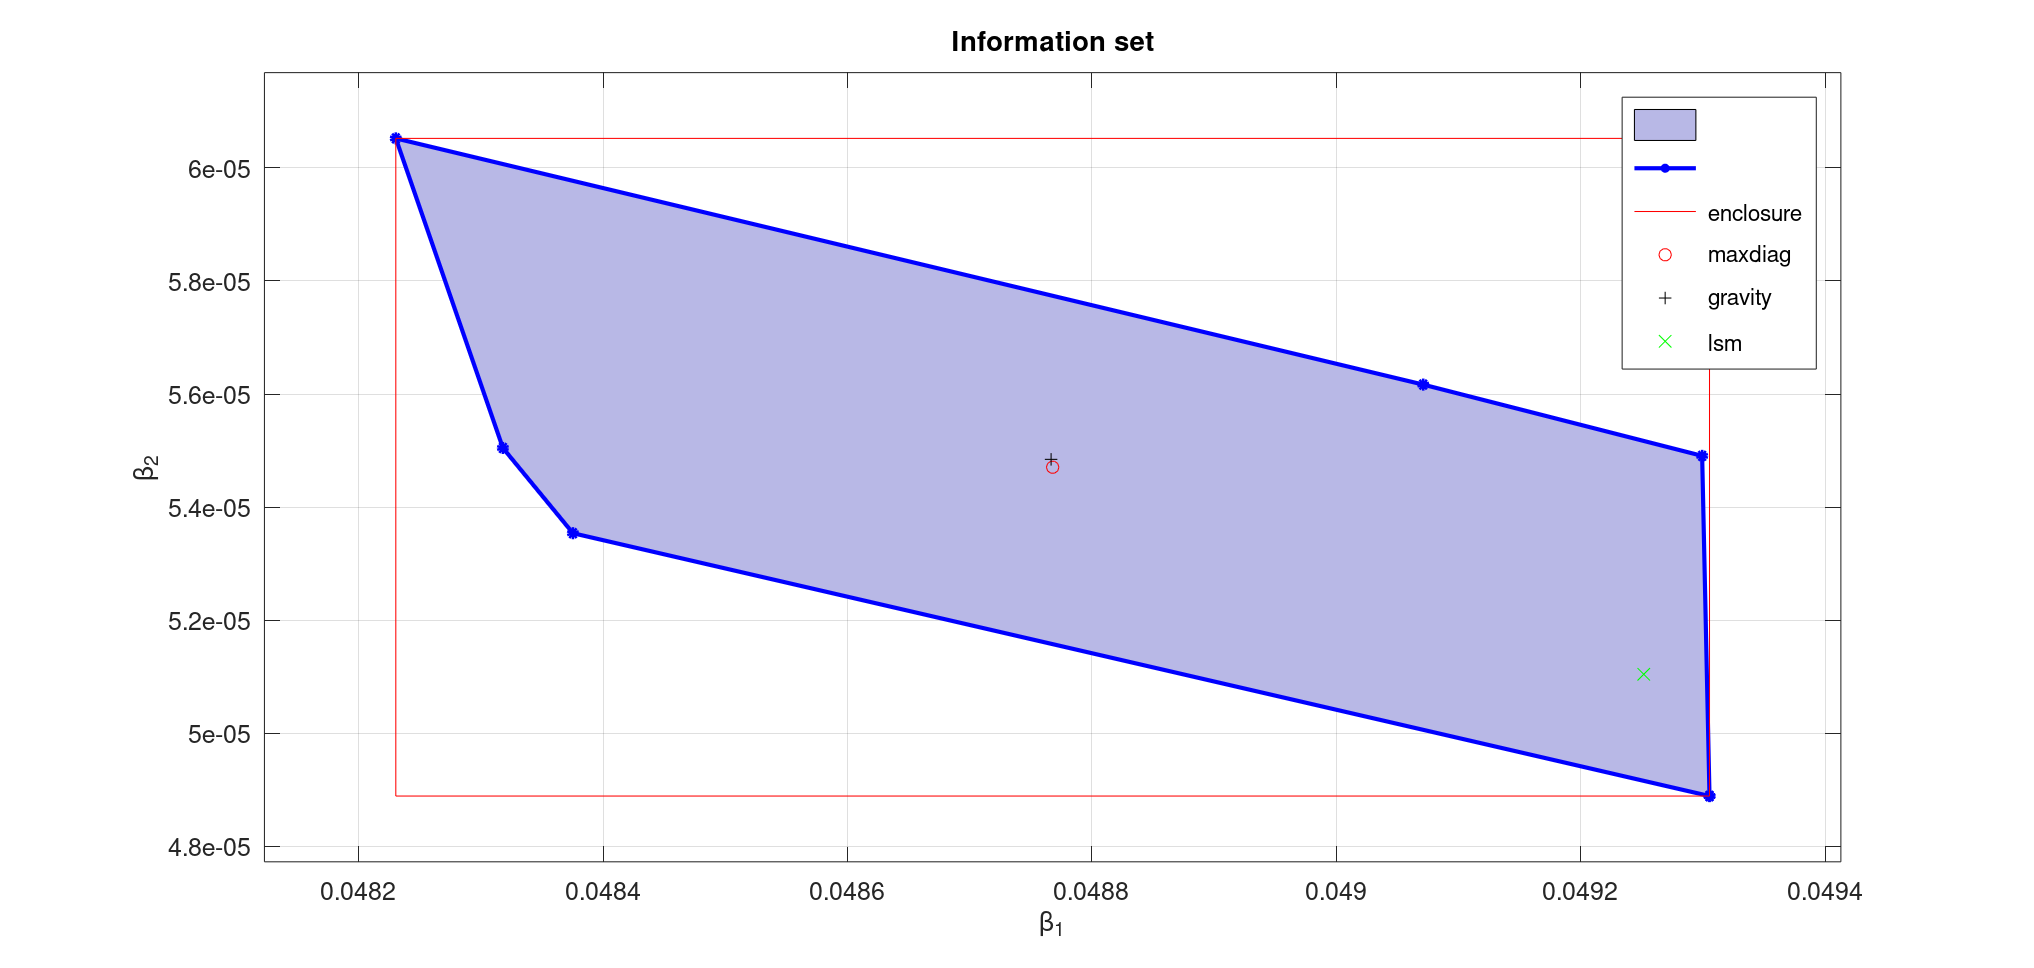 Information set
6e-05
5.8e-05
5.6e-05
5.4e-05
5.2e-05
5e-05
4.8e-05
β₂
enclosure
maxdiag
gravity
lsm
0.0482 0.0484 0.0486 0.0488 0.049 0.0492 0.0494
β₁